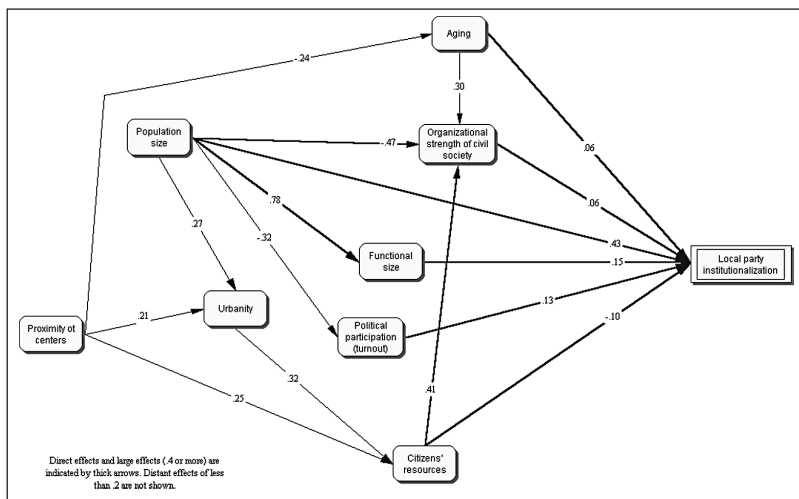 Aging
-.24
.30
Population
size
-.47
Organizational
strength of civil
society
.06
.78
.06
.27
-.32
.43
Functional
size
.15
Local party
institutionalization
Urbanity
.21
Political
participation
(turnout)
.13
Proximity of
centers
-.10
.32
.25
.41
Citizens'
resources
Direct effects and large effects (.4 or more) are
indicated by thick arrows. Distant effects of less
than .2 are not shown.